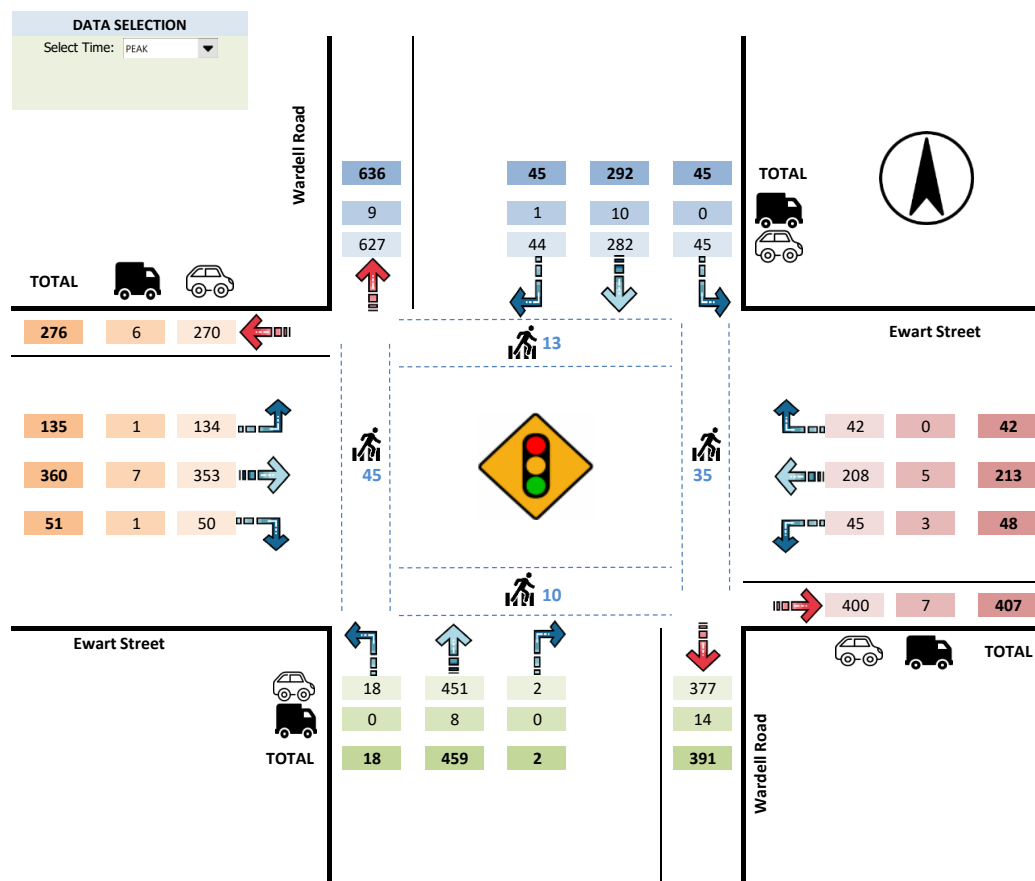 DATA SELECTION
Select Time: PEAK
Wardell Road
636 45 292 45 TOTAL
9 1 10 0
627 44 282 45
TOTAL
276 6 270
Ewart Street
13
135 1 134
42 0 42
45
35
360 7 353
208 5 213
51 1 50
45 3 48
10
400 7 407
Ewart Street
TOTAL
18 451 2 377
0 8 0 14
TOTAL 18 459 2 391
Wardell Road